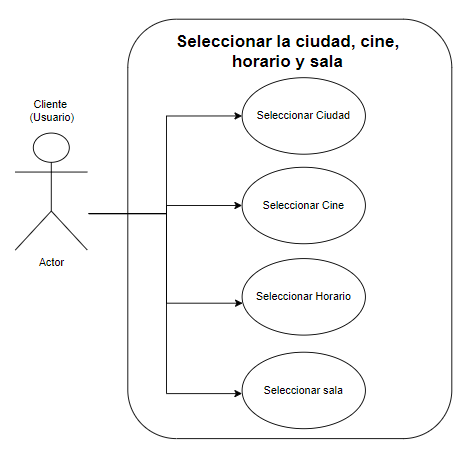 Seleccionar la ciudad, cine,
horario y sala
Cliente
(Usuario)
Seleccionar Ciudad
Seleccionar Cine
Actor
Seleccionar Horario
Seleccionar sala